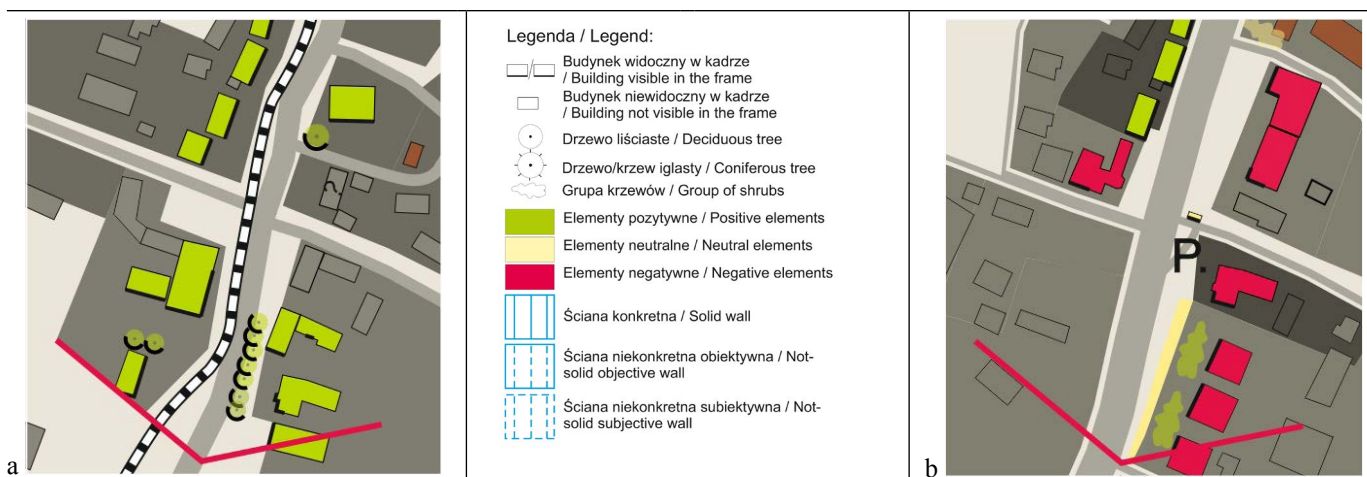 a
Legenda / Legend:
Budynek widoczny w kadrze
/ Building visible in the frame
Budynek niewidoczny w kadrze
/ Building not visible in the frame
Drzewo liściaste / Deciduous tree
Drzewo/krzew iglasty / Coniferous tree
Grupa krzewów / Group of shrubs
Elementy pozytywne / Positive elements
Elementy neutralne / Neutral elements
Elementy negatywne / Negative elements
Ściana konkretna / Solid wall
Ściana niekonkretna obiektywna / Not-
solid objective wall
Ściana niekonkretna subiektywna / Not-
solid subjective wall
P.
b